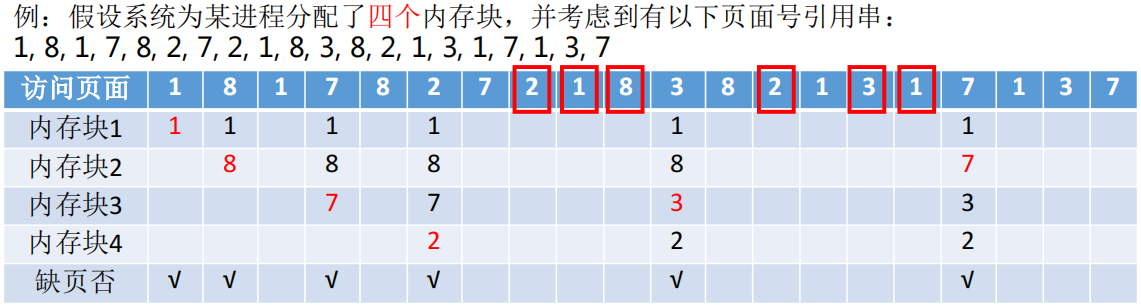 例：假设系统为某进程分配了四个内存块，并考虑到有以下页面号引用串：
1, 8, 1, 7, 8, 2, 7, 2, 1, 8, 3, 8, 2, 1, 3, 1, 7, 1, 3, 7
访问页面 1 8 1 7 8 2 7 2 1 8 3 8 2 1 3 1 7 1 3 7
内存块1 1 1 1 1 1 1
内存块2 8 8 8 8 7
内存块3 7 7 3 3
内存块4 2 2 2
缺页否 √ √ √ √ √ √